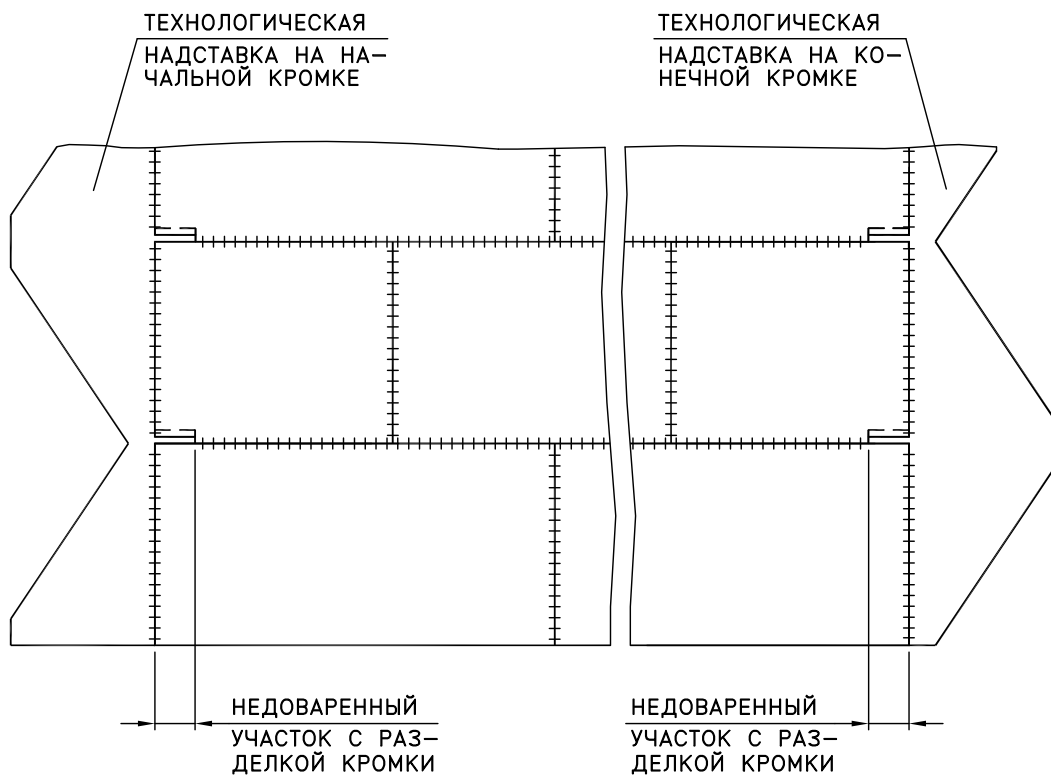 ТЕХНОЛОГИЧЕСКАЯ
НАДСТАВКА НА НА-
ЧАЛЬНОЙ КРОМКЕ
ТЕХНОЛОГИЧЕСКАЯ
НАДСТАВКА НА КО-
НЕЧНОЙ КРОМКЕ
НЕДОВАРЕННЫЙ
УЧАСТОК С РАЗ-
ДЕЛКОЙ КРОМКИ
НЕДОВАРЕННЫЙ
УЧАСТОК С РАЗ-
ДЕЛКОЙ КРОМКИ